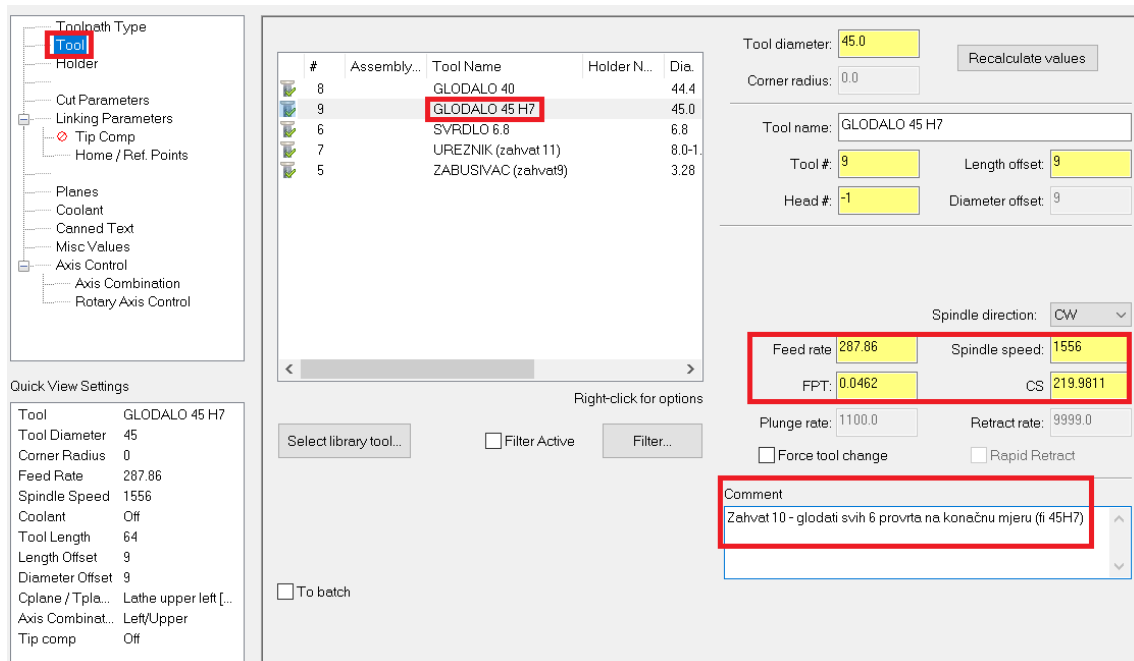 Toolpath Type
Tool
Holder
Cut Parameters
Linking Parameters
Tip Comp
Home / Ref. Points
Planes
Coolant
Canned Text
Misc Values
Axis Control
Axis Combination
Rotary Axis Control
Quick View Settings
Tool GLODALO 45 H7
Tool Diameter 45
Corner Radius 0
Feed Rate 287.86
Spindle Speed 1556
Coolant Off
Tool Length 64
Length Offset 9
Diameter Offset 9
Cplane / Tpla... Lathe upper left [...
Axis Combinat... Left/Upper
Tip comp Off
# Assembly... Tool Name Holder N... Dia.
8 GLODALO 40 44.4
9 GLODALO 45 H7 45.0
6 SVRDLO 6.8 6.8
7 UREZNIK (zahvat 11) 8.0-1.
5 ZABUSIVAC (zahvat9) 3.28
Right-click for options
Select library tool...
Filter Active
Filter...
To batch
Tool diameter: 45.0
Recalculate values
Corner radius: 0.0
Tool name: GLODALO 45 H7
Tool #: 9 Length offset: 9
Head #: -1 Diameter offset: 9
Spindle direction: CW
Feed rate 287.86 Spindle speed: 1556
FPT: 0.0462 CS 219.9811
Plunge rate: 1100.0 Retract rate: 9999.0
Force tool change Rapid Retract
Comment
Zahvat 10 - glodati svih 6 provrta na konačnu mjeru (fi 45H7)